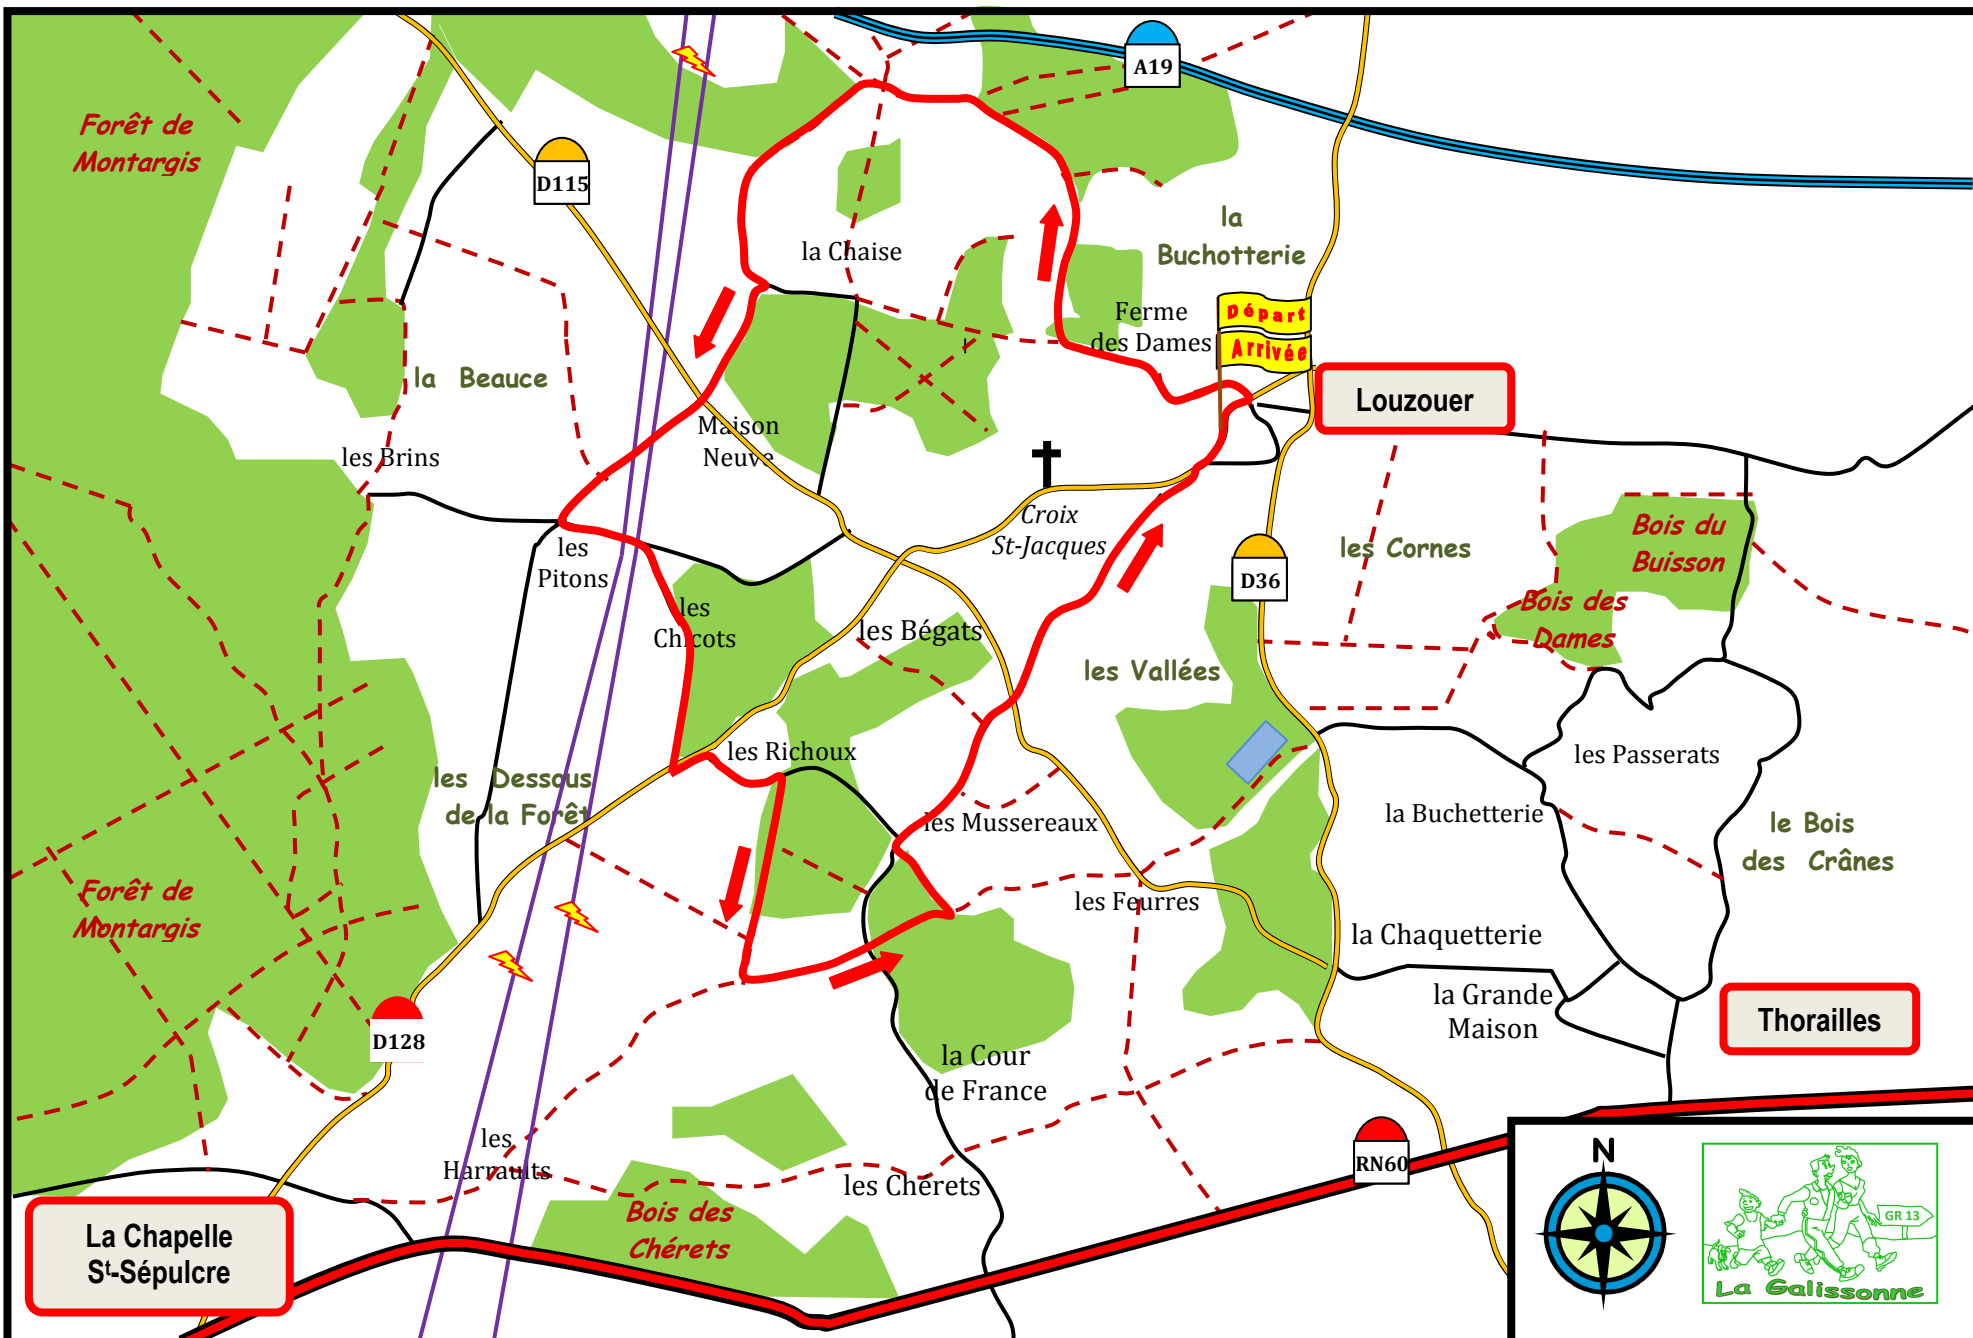 A19
Forêt de
Montargis
D115
la
Buchotterie
la Chaise
Ferme
des Dames
Départ
Arrivée
la Beauce
Louzouer
Maison
Neuve
les Brins
Croix
St-Jacques
les
Pitons
les Cornes
Bois du
Buisson
D36
Bois des
Dames
les
Chicots
les Bégats
les Vallées
les Richoux
les Passerats
les Dessous
de la Forêt
les Mussereaux
la Buchetterie
le Bois
des Crânes
Forêt de
Montargis
les Feurres
la Chaquetterie
la Grande
Maison
Thorailles
D128
la Cour
de France
les
Harraults
RN60
les Chérets
Bois des
Chérets
La Chapelle
St-Sépulcre
N
GR 13
La Galissonne